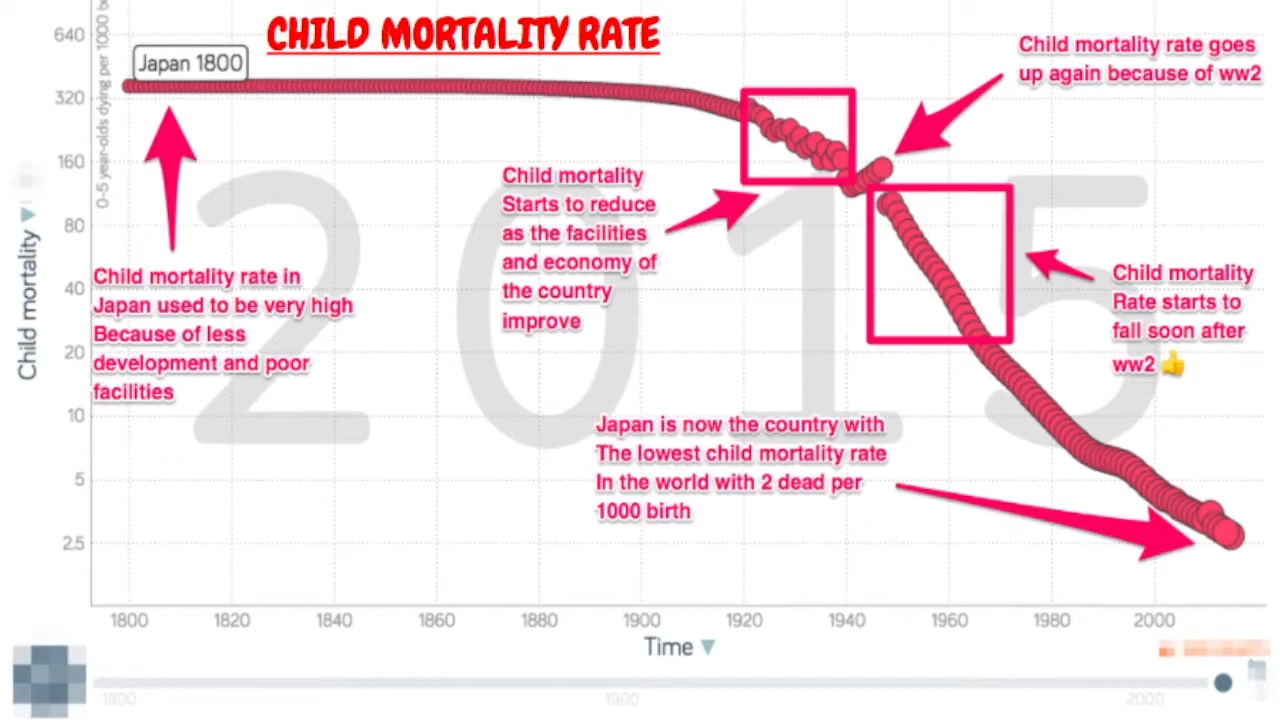 CHILD MORTALITY RATE
640
320
160
80
40
20
10
5
2.5
0-5 year-olds dying per 1000
Child mortality
Japan 1800
2015
Child mortality rate goes
up again because of ww2
Child mortality
Starts to reduce
as the facilities
and economy of
the country
improve
Child mortality rate in
Japan used to be very high
Because of less
development and poor
facilities
Child mortality
Rate starts to
fall soon after
ww2 👍
Japan is now the country with
The lowest child mortality rate
In the world with 2 dead per
1000 birth
1800 1820 1840 1860 1880 1900 1920 1940 1960 1980 2000
Time
1800 1900 2000